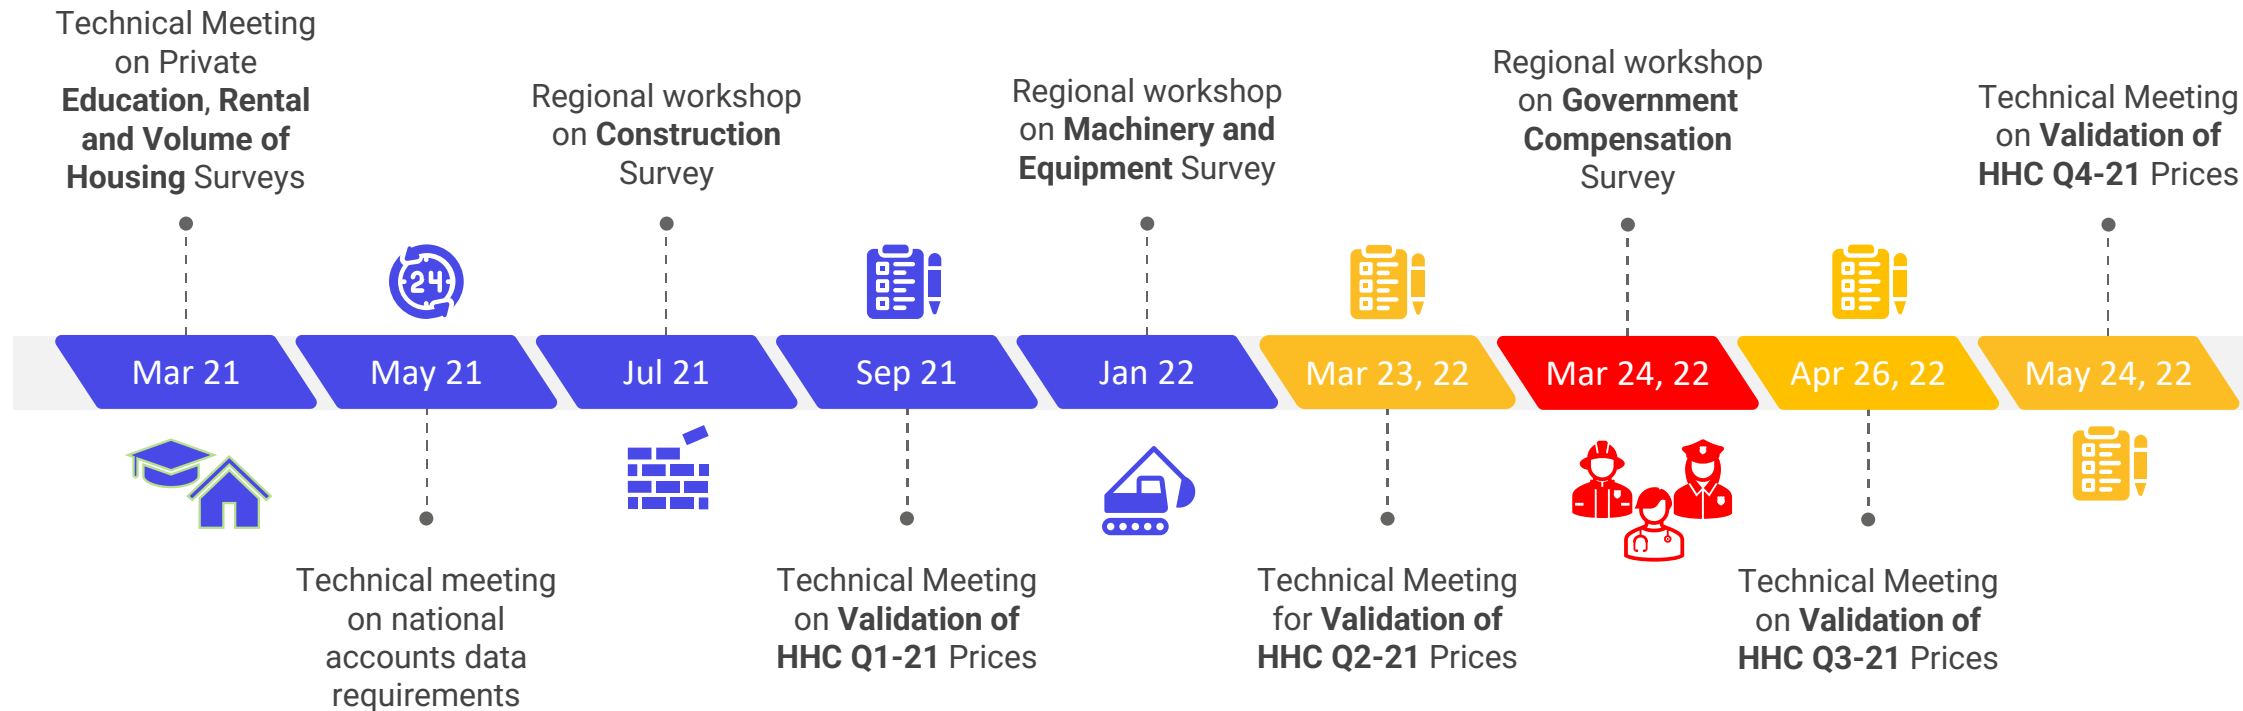 Technical Meeting
on Private
Education, Rental
and Volume of
Housing Surveys
Regional workshop
on Construction
Survey
Regional workshop
on Machinery and
Equipment Survey
Regional workshop
on Government
Compensation
Survey
Technical Meeting
on Validation of
HHC Q4-21 Prices
24
Mar 21
May 21
Jul 21
Sep 21
Jan 22
Mar 23, 22
Mar 24, 22
Apr 26, 22
May 24, 22
Technical meeting
on national
accounts data
requirements
Technical Meeting
on Validation of
HHC Q1-21 Prices
Technical Meeting
for Validation of
HHC Q2-21 Prices
Technical Meeting
on Validation of
HHC Q3-21 Prices